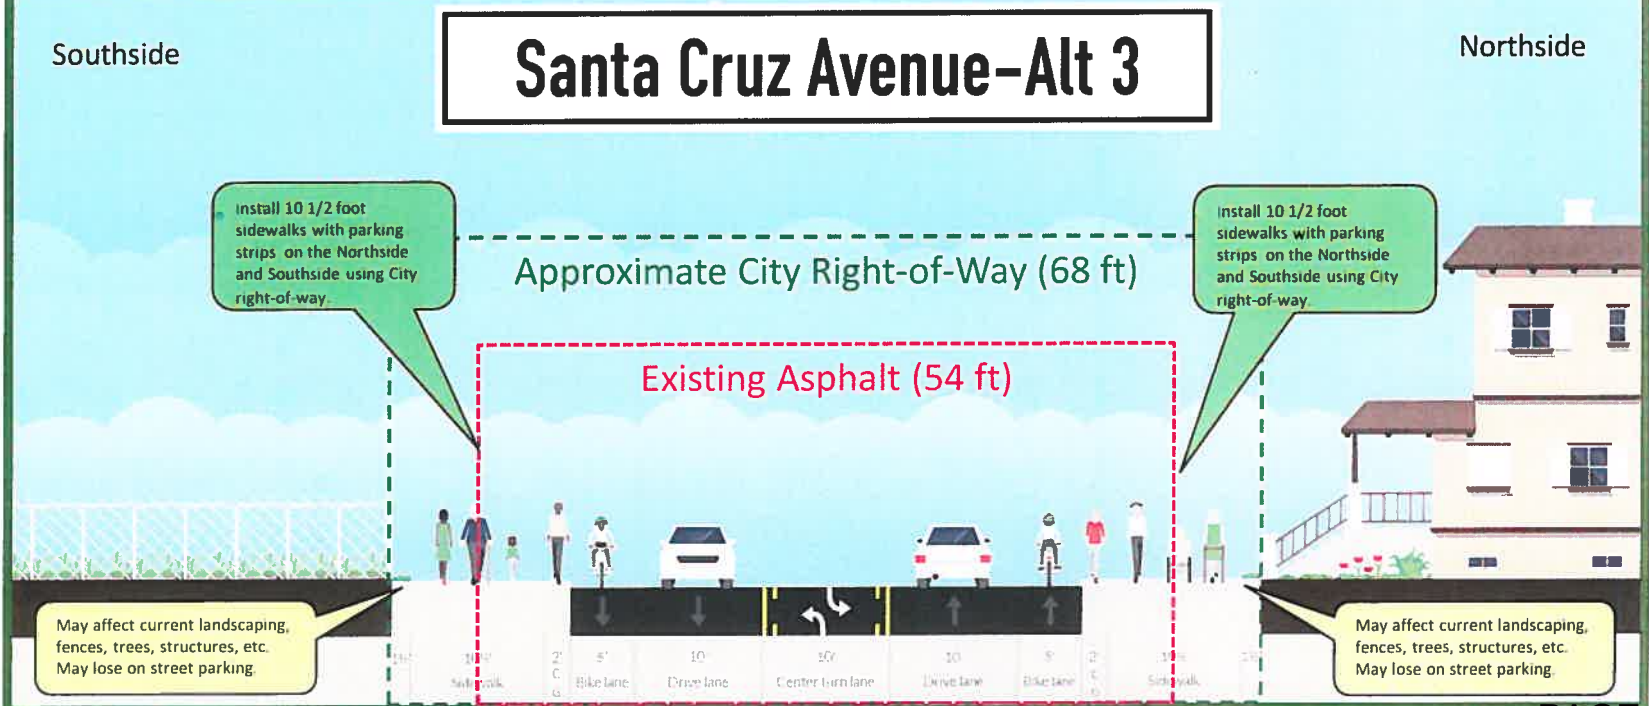 Southside
Santa Cruz Avenue-Alt 3
Northside
Install 10 1/2 foot
sidewalks with parking
strips on the Northside
and Southside using City
right-of-way.
Install 10 1/2 foot
sidewalks with parking
strips on the Northside
and Southside using City
right-of-way.
Approximate City Right-of-Way (68 ft)
Existing Asphalt (54 ft)
May affect current landscaping,
fences, trees, structures, etc.
May lose on street parking.
May affect current landscaping,
fences, trees, structures, etc.
May lose on street parking.
2' 5' 10' 10' 10' 5' 2'
Sidewalk Bike lane Drive lane Center turn lane Drive lane Bike lane Sidewalk